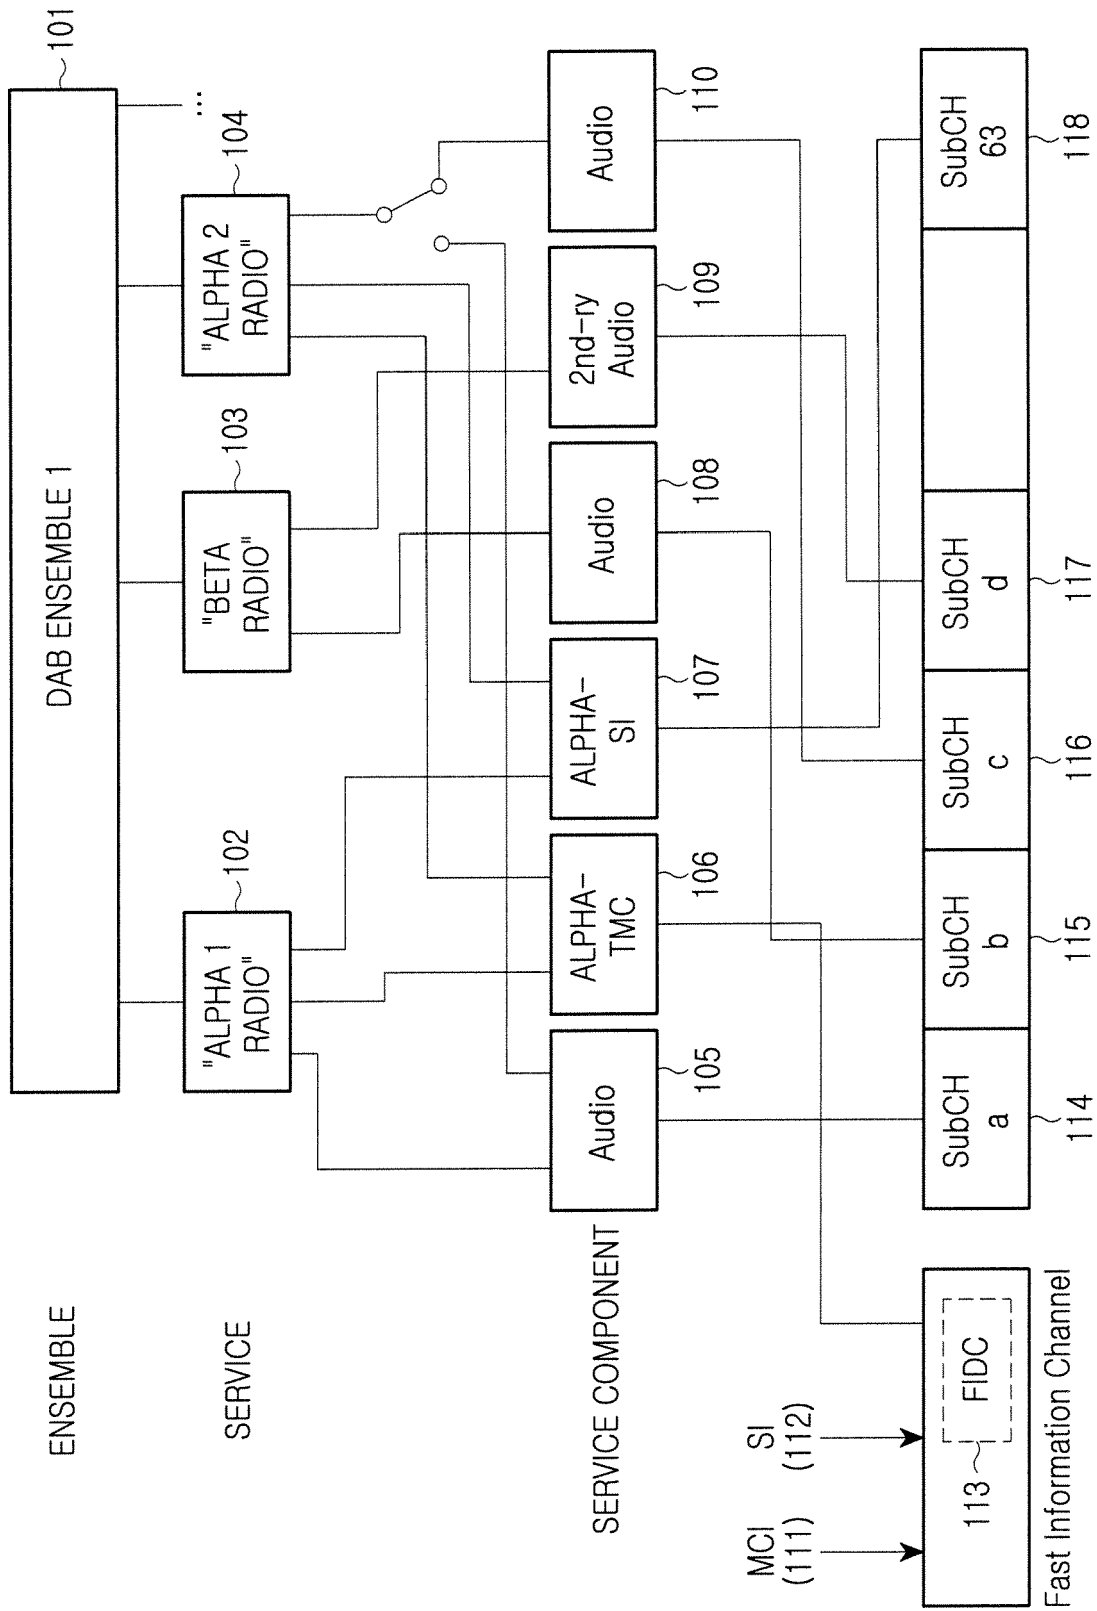 ENSEMBLE
DAB ENSEMBLE 1
101
...
SERVICE
"ALPHA 1
RADIO"
102
"BETA
RADIO"
103
"ALPHA 2
RADIO"
104
SERVICE COMPONENT
Audio
105
ALPHA-
TMC
106
ALPHA-
SI
107
Audio
108
2nd-ry
Audio
109
Audio
110
MCI
(111)
SI
(112)
113
FIDC
Fast Information Channel
SubCH
a
114
SubCH
b
115
SubCH
c
116
SubCH
d
117
SubCH
63
118